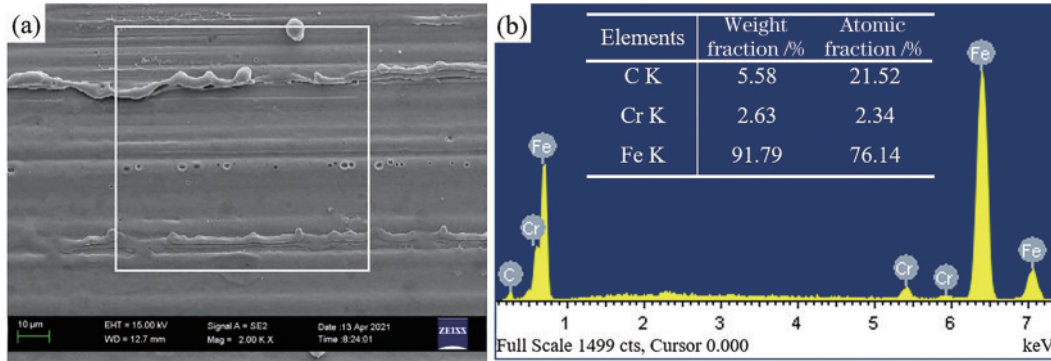 (a)
10 μm
EHT = 15.00 kV
Signal A = SE2
Date :13 Apr 2021
WD = 12.7 mm
Mag = 2.00 K X
Time :8:24:01
ZEISS
(b)
Elements Weight fraction /% Atomic fraction /%
C K 5.58 21.52
Cr K 2.63 2.34
Fe K 91.79 76.14
Fe
Fe
Cr
C
Cr
Cr
Fe
1 2 3 4 5 6 7
Full Scale 1499 cts, Cursor 0.000 keV